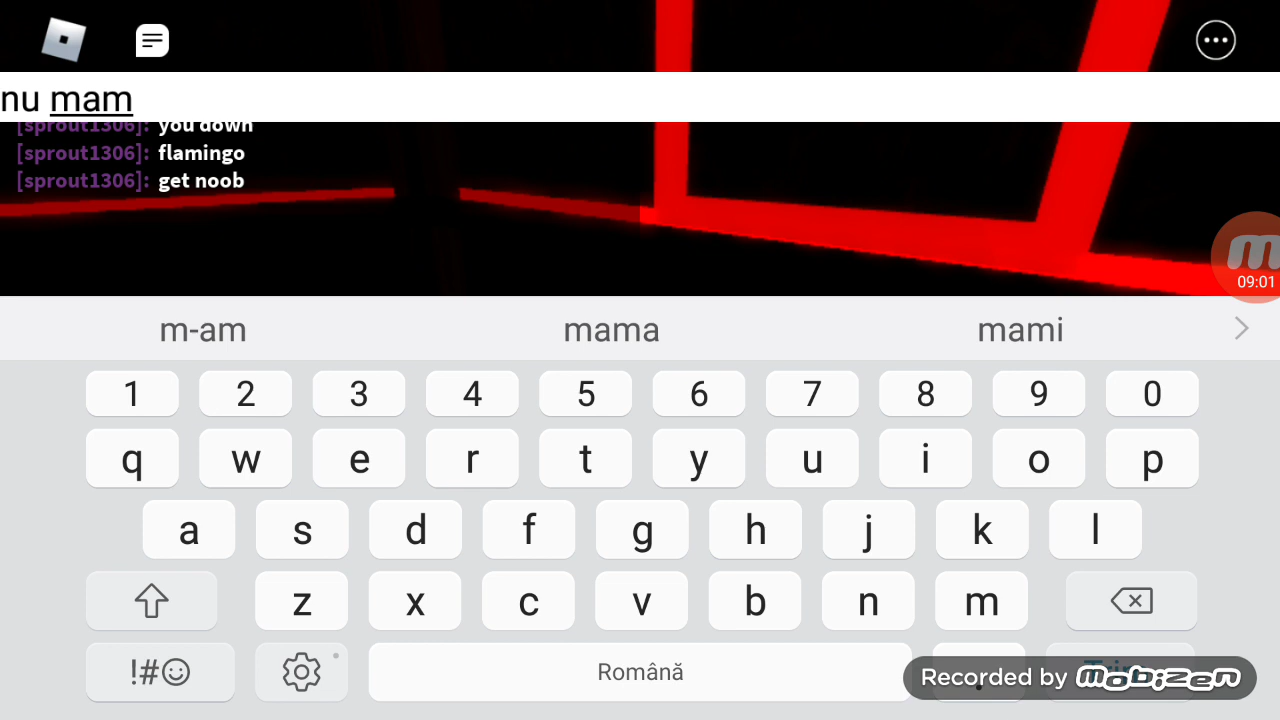 nu mam
[sprout1306]: you down
[sprout1306]: flamingo
[sprout1306]: get noob
09:01
m-am mama mami
1 2 3 4 5 6 7 8 9 0
q w e r t y u i o p
a s d f g h j k l
z x c v b n m
!#☺ Română .
Recorded by mobizen